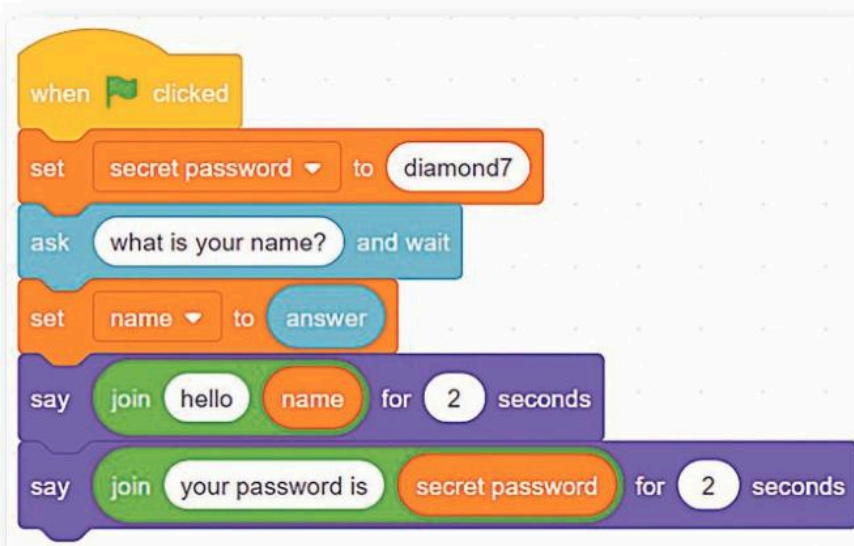 when clicked
set secret password to diamond7
ask what is your name? and wait
set name to answer
say join hello name for 2 seconds
say join your password is secret password for 2 seconds